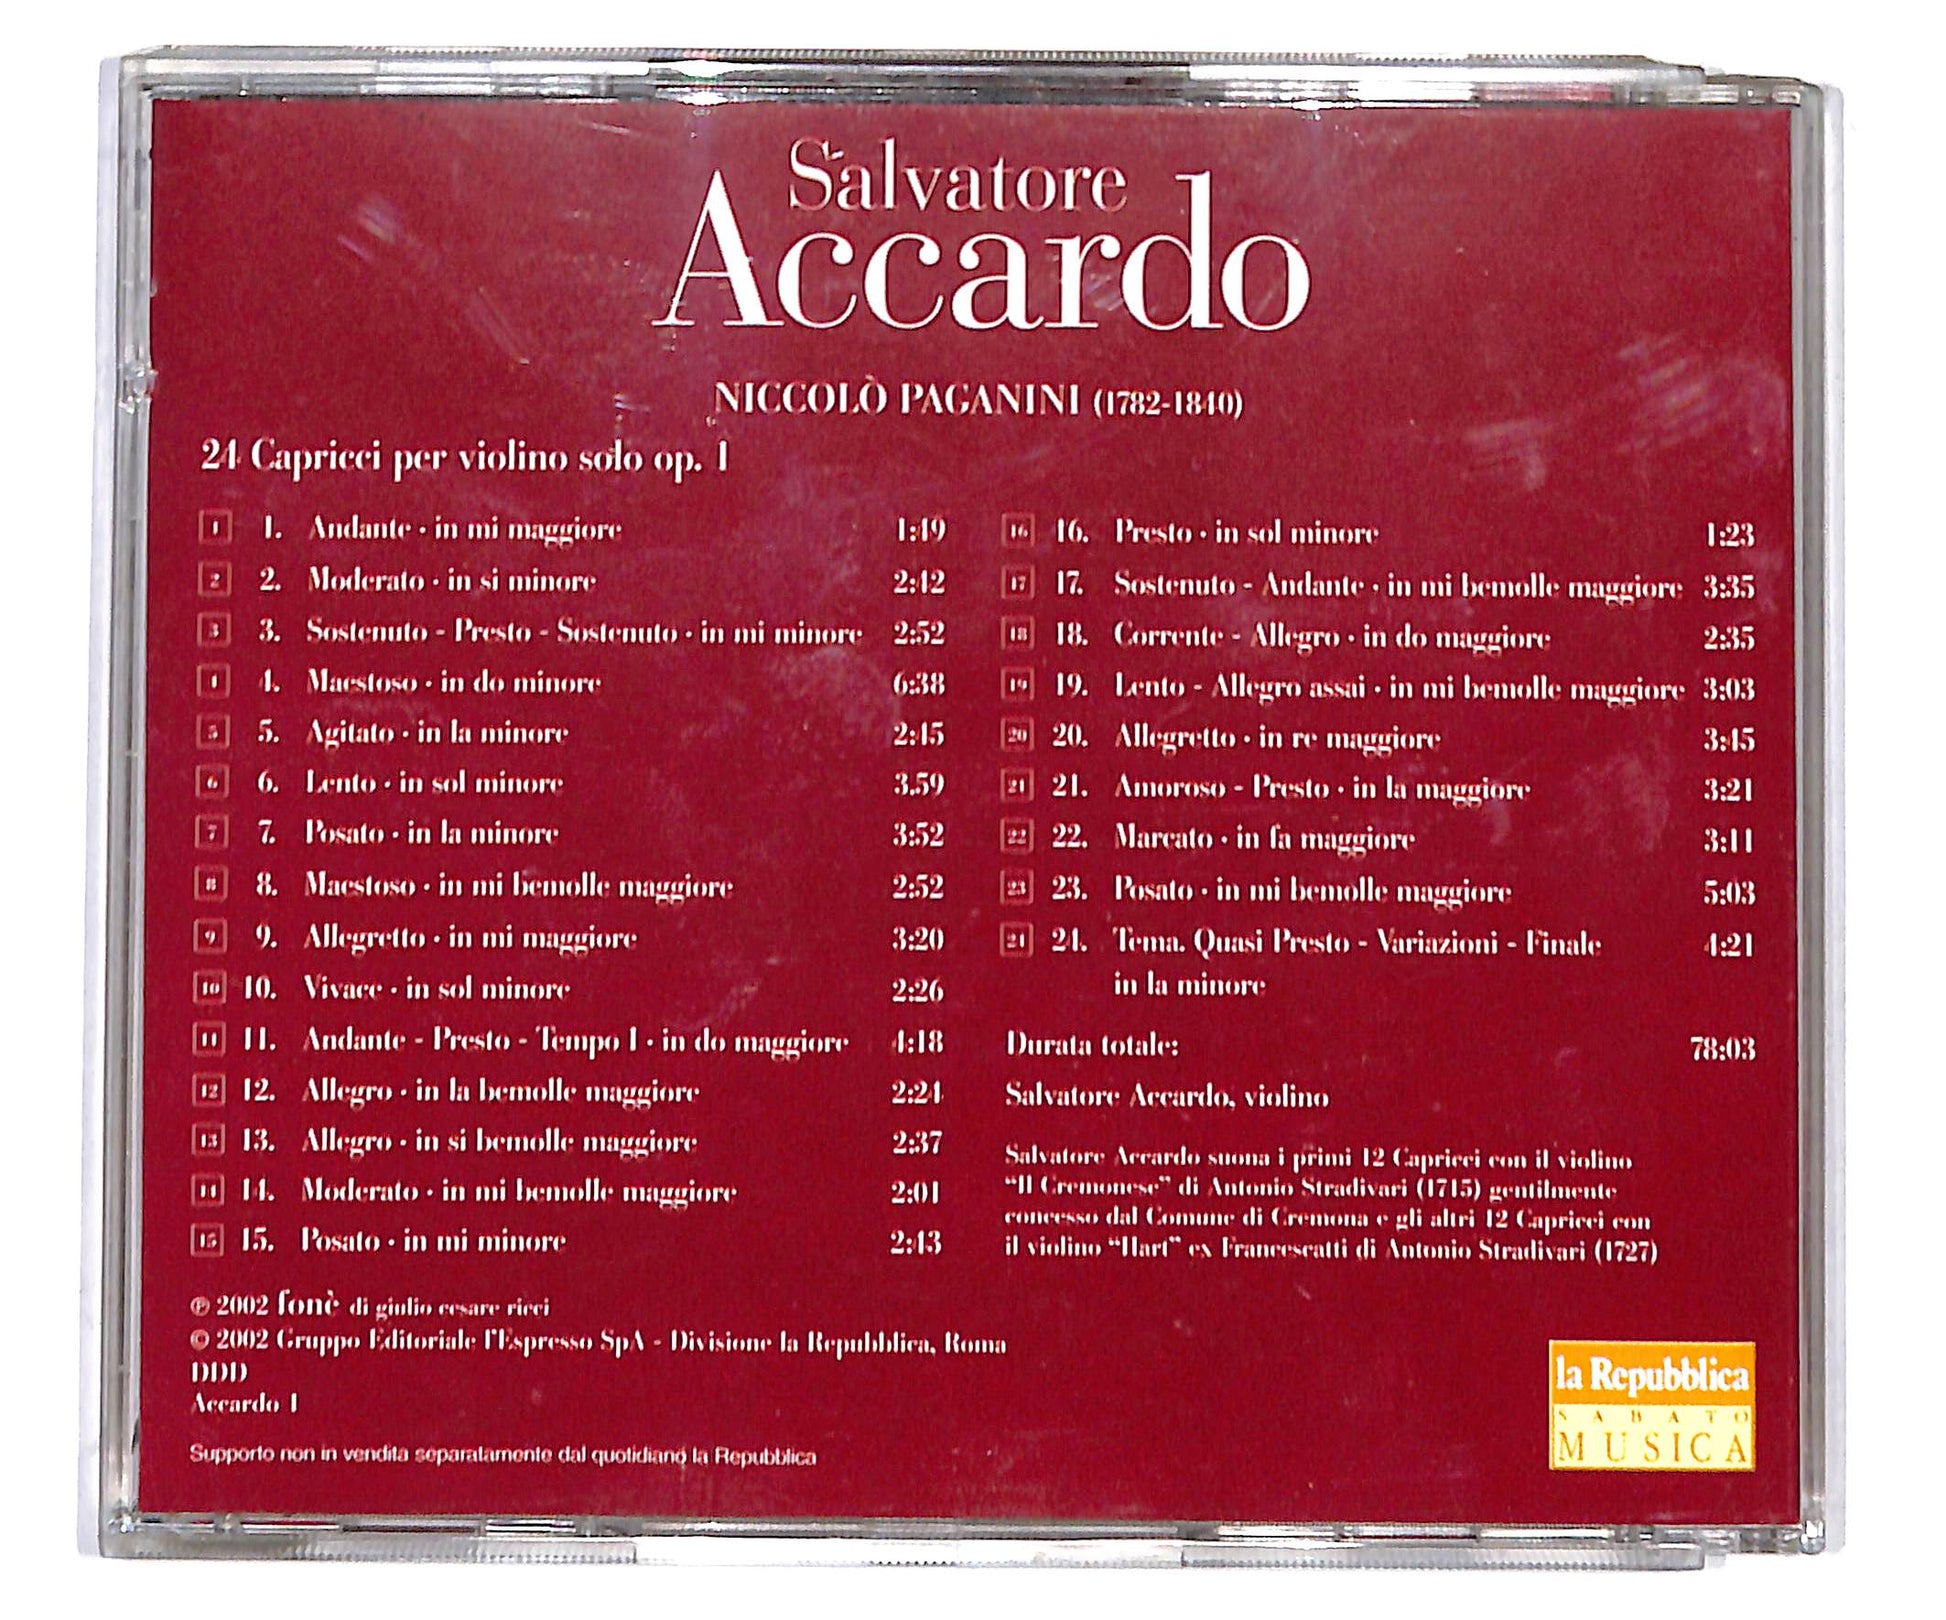 Salvatore
Accardo
NICCOLÒ PAGANINI (1782-1840)
24 Capricci per violino solo op. 1
1 1. Andante · in mi maggiore 1:49
2 2. Moderato · in si minore 2:42
3 3. Sostenuto - Presto - Sostenuto · in mi minore 2:52
4 4. Maestoso · in do minore 6:38
5 5. Agitato · in la minore 2:45
6 6. Lento · in sol minore 3.59
7 7. Posato · in la minore 3:52
8 8. Maestoso · in mi bemolle maggiore 2:52
9 9. Allegretto · in mi maggiore 3:20
10 10. Vivace · in sol minore 2:26
11 11. Andante - Presto - Tempo I · in do maggiore 4:18
12 12. Allegro · in la bemolle maggiore 2:24
13 13. Allegro · in si bemolle maggiore 2:37
14 14. Moderato · in mi bemolle maggiore 2:01
15 15. Posato · in mi minore 2:43
16 16. Presto · in sol minore 1:23
17 17. Sostenuto - Andante · in mi bemolle maggiore 3:35
18 18. Corrente - Allegro · in do maggiore 2:35
19 19. Lento - Allegro assai · in mi bemolle maggiore 3:03
20 20. Allegretto · in re maggiore 3:45
21 21. Amoroso - Presto · in la maggiore 3:21
22 22. Marcato · in fa maggiore 3:11
23 23. Posato · in mi bemolle maggiore 5:03
24 24. Tema. Quasi Presto - Variazioni - Finale 4:21
in la minore
Durata totale: 78:03
Salvatore Accardo, violino
Salvatore Accardo suona i primi 12 Capricci con il violino
“Il Cremonese” di Antonio Stradivari (1715) gentilmente
concesso dal Comune di Cremona e gli altri 12 Capricci con
il violino “Hart” ex Francescatti di Antonio Stradivari (1727)
℗ 2002 fonè di giulio cesare ricci
© 2002 Gruppo Editoriale l'Espresso SpA - Divisione la Repubblica, Roma
DDD
Accardo 1
Supporto non in vendita separatamente dal quotidiano la Repubblica
la Repubblica
SABATO
MUSICA